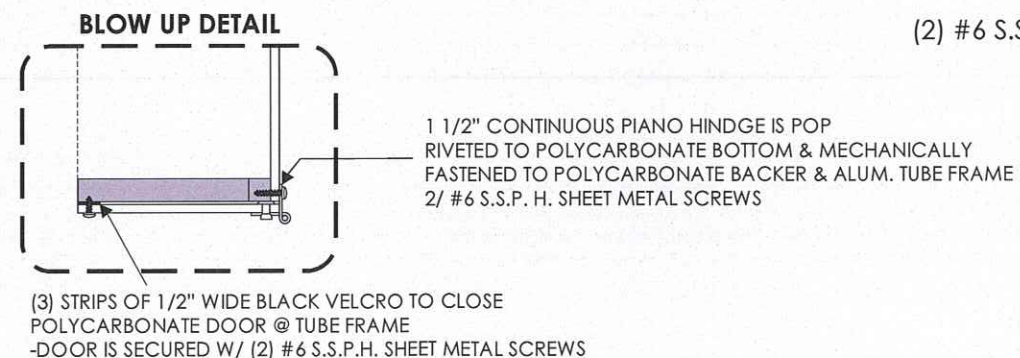 BLOW UP DETAIL
(2) #6 S.S
1 1/2" CONTINUOUS PIANO HINDGE IS POP
RIVETED TO POLYCARBONATE BOTTOM & MECHANICALLY
FASTENED TO POLYCARBONATE BACKER & ALUM. TUBE FRAME
2/ #6 S.S.P. H. SHEET METAL SCREWS
(3) STRIPS OF 1/2" WIDE BLACK VELCRO TO CLOSE
POLYCARBONATE DOOR @ TUBE FRAME
-DOOR IS SECURED W/ (2) #6 S.S.P.H. SHEET METAL SCREWS